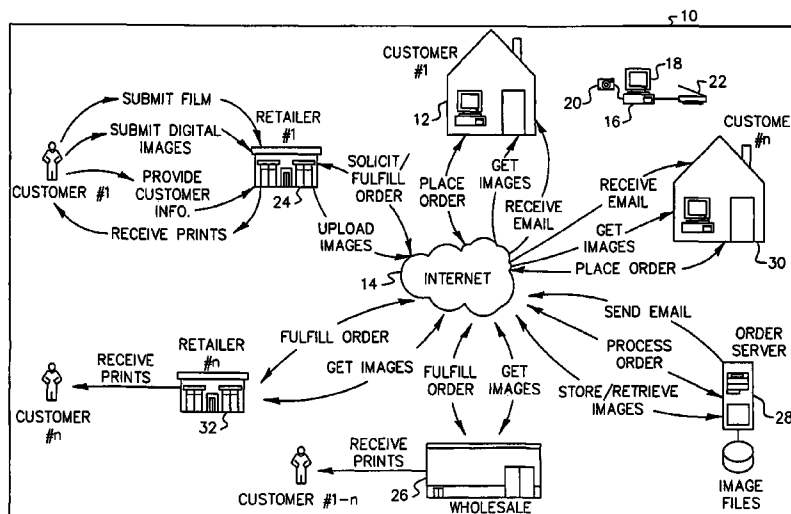 10
CUSTOMER
#1
12
18
20
16
22
CUSTOMER
#n
30
SUBMIT FILM
SUBMIT DIGITAL
IMAGES
PROVIDE
CUSTOMER
INFO.
RECEIVE PRINTS
CUSTOMER #1
RETAILER
#1
24
SOLICIT/
FULFILL
ORDER
UPLOAD
IMAGES
PLACE
ORDER
GET
IMAGES
RECEIVE
EMAIL
RECEIVE
EMAIL
GET
IMAGES
PLACE ORDER
14
INTERNET
SEND EMAIL
PROCESS
ORDER
STORE/RETRIEVE
IMAGES
ORDER
SERVER
28
IMAGE
FILES
FULFILL ORDER
GET IMAGES
FULFILL
ORDER
GET
IMAGES
RETAILER
#n
32
RECEIVE
PRINTS
CUSTOMER
#n
RECEIVE
PRINTS
CUSTOMER #1-n
26
WHOLESALE